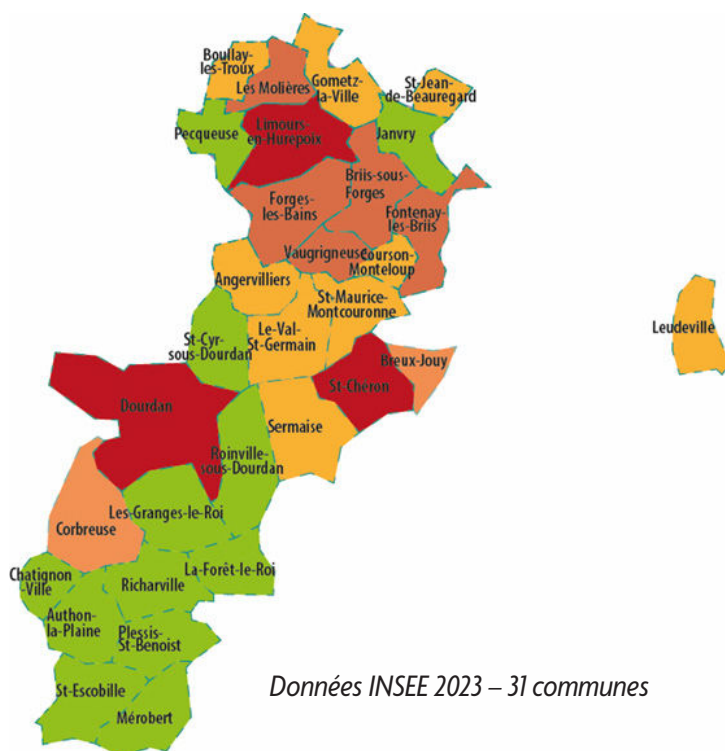 Boullay-
les-Troux
Les Molières
Gometz-
la-Ville
St-Jean-
de-Beauregard
Pecqueuse
Limours-
en-Hurepoix
Janvry
Briis-sous-
Forges
Forges-
les-Bains
Fontenay-
les-Briis
Vaugrigneuse
Courson-
Monteloup
Angervilliers
St-Maurice-
Montcouronne
St-Cyr-
sous-Dourdan
Le-Val-
St-Germain
Leudeville
Breux-Jouy
St-Chéron
Dourdan
Sermaise
Roinville-
sous-Dourdan
Les-Granges-le-Roi
Corbreuse
La-Forêt-le-Roi
Chatignon
-Ville
Richarville
Authon-
la-Plaine
Plessis-
St-Benoist
St-Escobille
Mérobert
Données INSEE 2023 – 31 communes